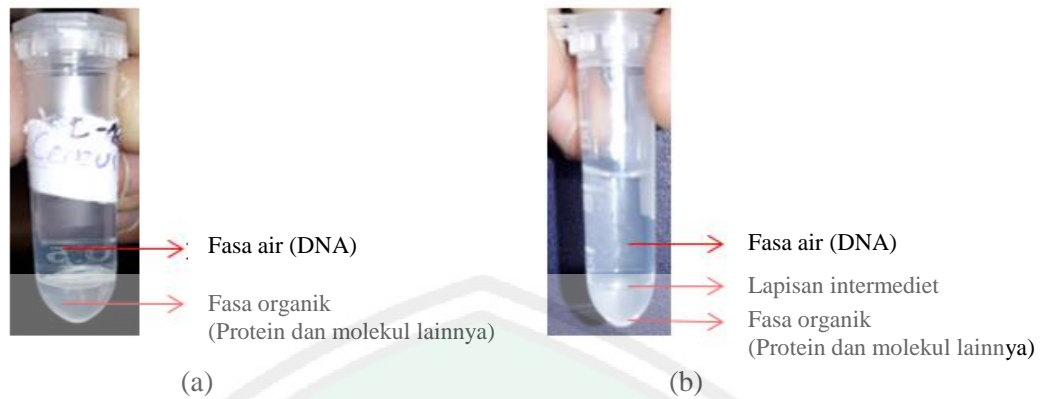 Fasa air (DNA)
Fasa organik
(Protein dan molekul lainnya)
(a)
Fasa air (DNA)
Lapisan intermediet
Fasa organik
(Protein dan molekul lainnya)
(b)